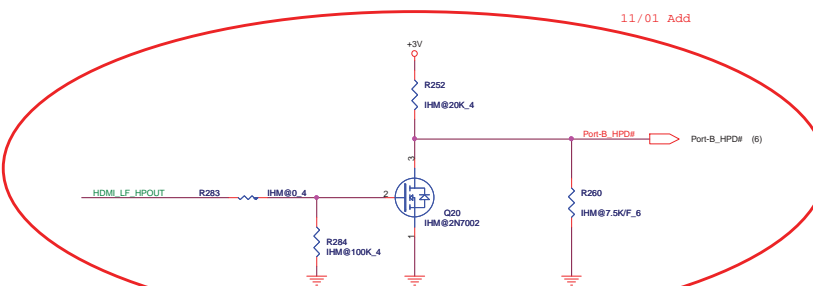 11/01 Add
+3V
R252
IHM@20K_4
Port-B_HPD#
Port-B_HPD# (6)
3
HDMI_LF_HPOUT
R283
IHM@0_4
2
R260
IHM@7.5K/F_6
Q20
IHM@2N7002
1
R284
IHM@100K_4